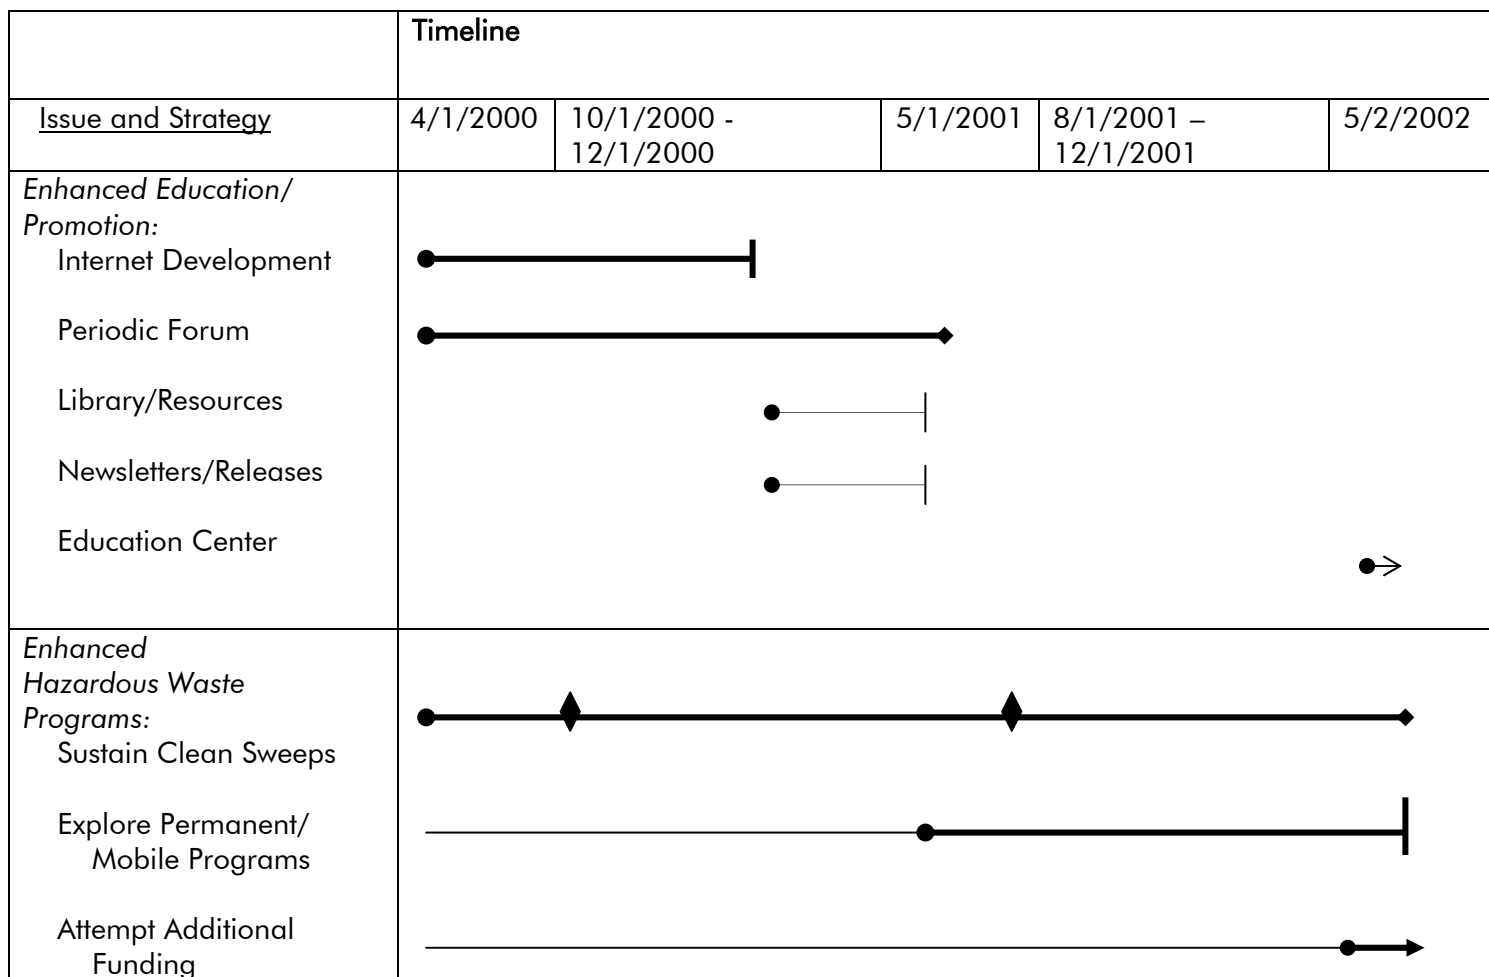 Timeline
Issue and Strategy
4/1/2000
10/1/2000 -
12/1/2000
5/1/2001
8/1/2001 –
12/1/2001
5/2/2002
Enhanced Education/
Promotion:
Internet Development
Periodic Forum
Library/Resources
Newsletters/Releases
Education Center
Enhanced
Hazardous Waste
Programs:
Sustain Clean Sweeps
Explore Permanent/
Mobile Programs
Attempt Additional
Funding